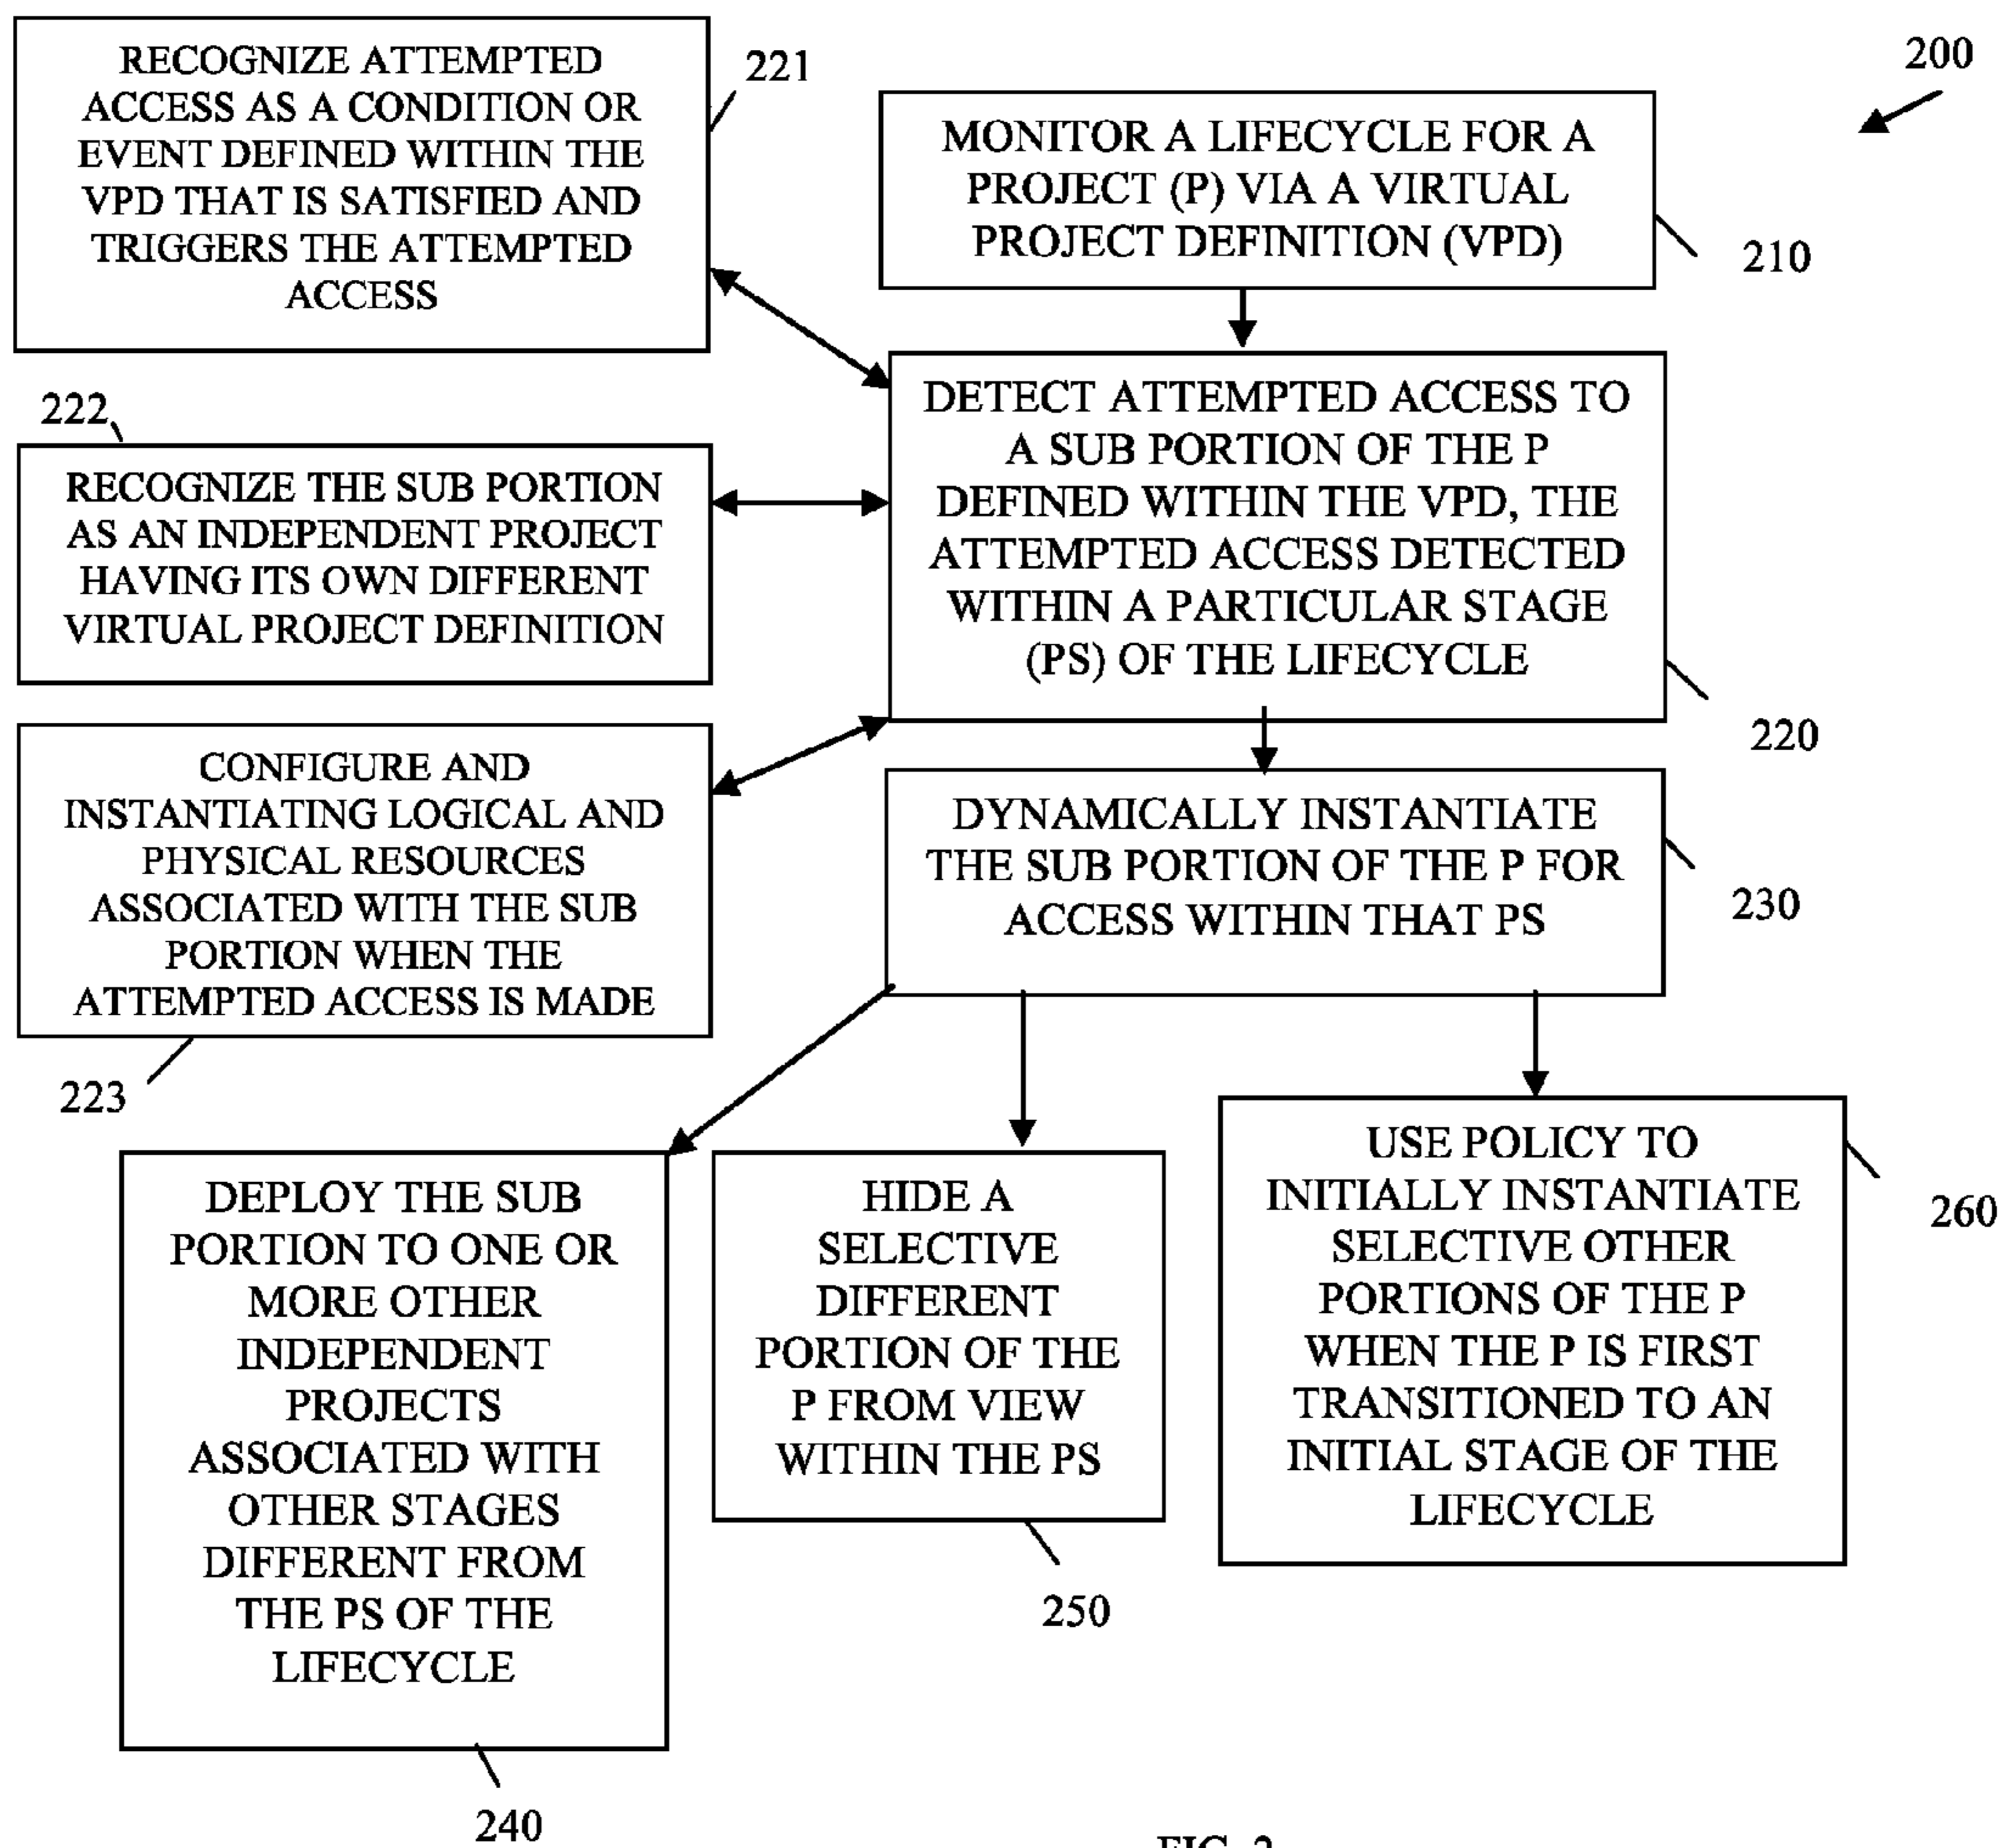 200
RECOGNIZE ATTEMPTED
ACCESS AS A CONDITION OR
EVENT DEFINED WITHIN THE
VPD THAT IS SATISFIED AND
TRIGGERS THE ATTEMPTED
ACCESS
221
MONITOR A LIFECYCLE FOR A
PROJECT (P) VIA A VIRTUAL
PROJECT DEFINITION (VPD)
210
222
RECOGNIZE THE SUB PORTION
AS AN INDEPENDENT PROJECT
HAVING ITS OWN DIFFERENT
VIRTUAL PROJECT DEFINITION
DETECT ATTEMPTED ACCESS TO
A SUB PORTION OF THE P
DEFINED WITHIN THE VPD, THE
ATTEMPTED ACCESS DETECTED
WITHIN A PARTICULAR STAGE
(PS) OF THE LIFECYCLE
220
CONFIGURE AND
INSTANTIATING LOGICAL AND
PHYSICAL RESOURCES
ASSOCIATED WITH THE SUB
PORTION WHEN THE
ATTEMPTED ACCESS IS MADE
223
DYNAMICALLY INSTANTIATE
THE SUB PORTION OF THE P FOR
ACCESS WITHIN THAT PS
230
DEPLOY THE SUB
PORTION TO ONE OR
MORE OTHER
INDEPENDENT
PROJECTS
ASSOCIATED WITH
OTHER STAGES
DIFFERENT FROM
THE PS OF THE
LIFECYCLE
240
HIDE A
SELECTIVE
DIFFERENT
PORTION OF THE
P FROM VIEW
WITHIN THE PS
250
USE POLICY TO
INITIALLY INSTANTIATE
SELECTIVE OTHER
PORTIONS OF THE P
WHEN THE P IS FIRST
TRANSITIONED TO AN
INITIAL STAGE OF THE
LIFECYCLE
260
FIG. 2